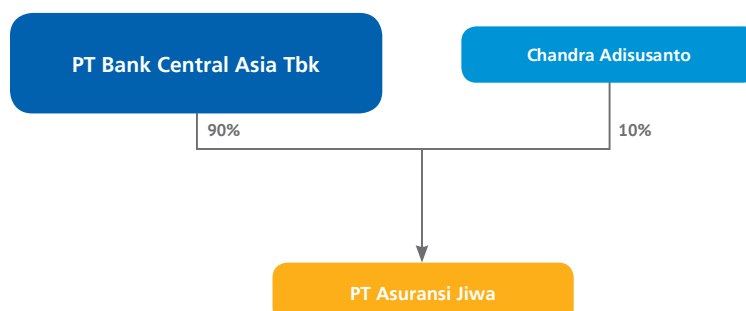 PT Bank Central Asia Tbk
Chandra Adisusanto
90%
10%
PT Asuransi Jiwa